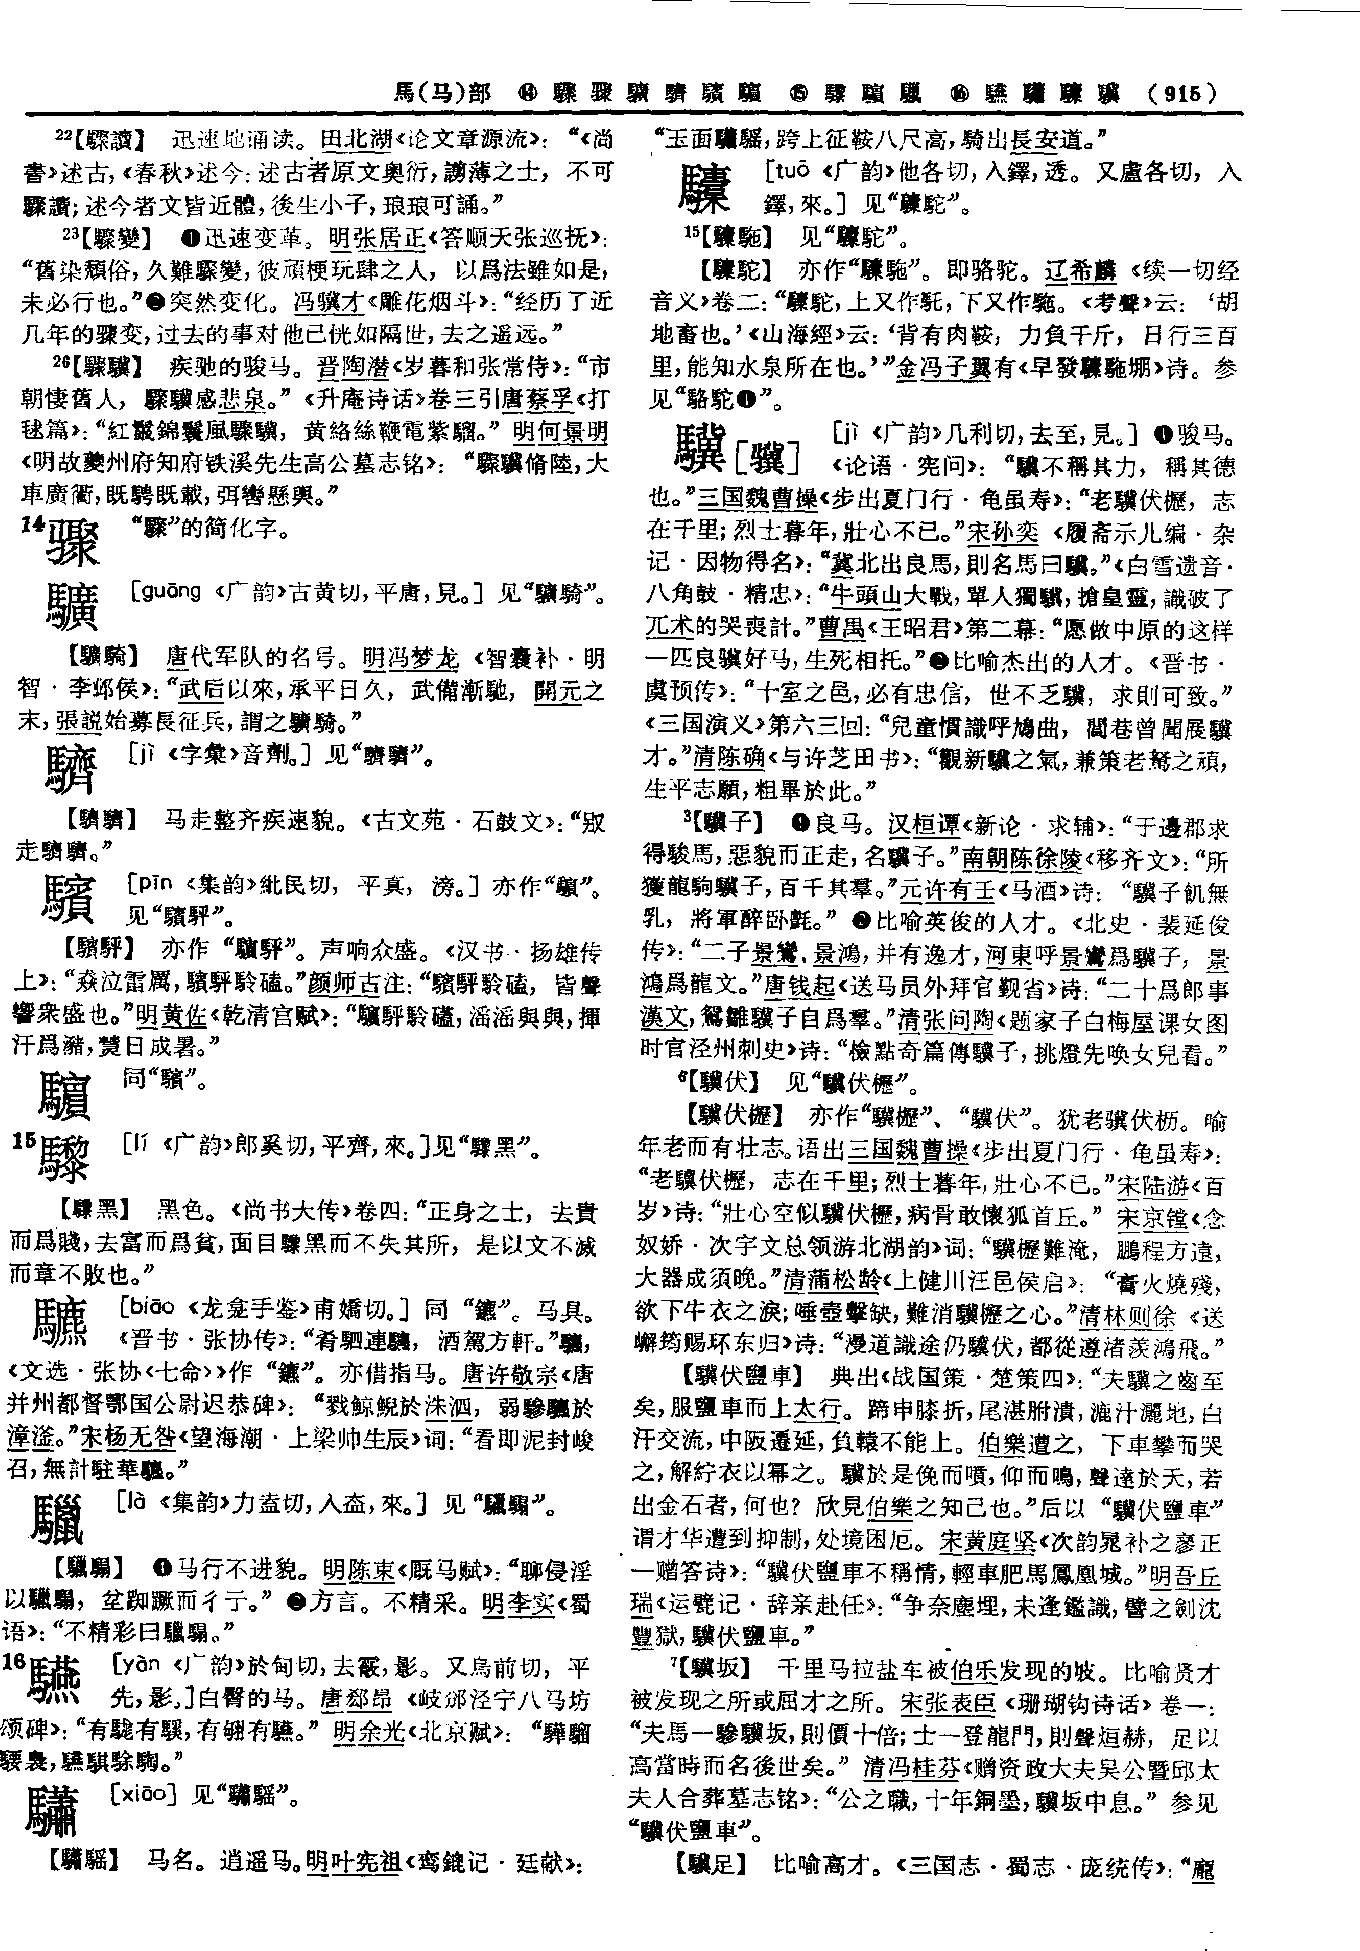 馬(马)部 ⑭ 驟骤驥驞䮺驞驞 ⑮ 驟驞驞 ⑯ 驠驌驝驥 (915)
22【驟讀】 迅速地诵读。田北湖《论文章源流》：“《尚
書》述古，《春秋》述今：述古者原文奥衍，謭薄之士，不可
驟讀；述今者文皆近體，後生小子，琅琅可誦。”
23【驟變】 ❶迅速变革。明张居正《答顺天张巡抚》：
“舊染頹俗，久難驟變，彼頑梗玩肆之人，以爲法雖如是，
未必行也。”❷突然变化。冯骥才《雕花烟斗》：“经历了近
几年的骤变，过去的事对他已恍如隔世，去之遥远。”
26【驟驥】 疾驰的骏马。晋陶潜《岁暮和张常侍》：“市
朝悽舊人，驟驥感悲泉。”《升庵诗话》卷三引唐蔡孚《打
毬篇》：“紅鬣錦鬟風驟驥，黄絡絲鞭電紫騮。”明何景明
《明故夔州府知府铁溪先生高公墓志铭》：“驟驥脩陸，大
車廣衢，既騁既載，弭轡懸輿。”
14 骤 “驟”的简化字。
[guāng 《广韵》古黄切，平唐，見。] 见“騎”。
【騎】 唐代军队的名号。明冯梦龙《智囊补·明
智·李邺侯》：“武后以來，承平日久，武備漸馳，開元之
末，張説始募長征兵，謂之騎。”
[jì 《字彙》音劑。] 见“”。
【】 马走整齐疾速貌。《古文苑·石鼓文》：“
走。”
驞 [pīn 《集韵》紕民切，平真，滂。] 亦作“”。
见“驞駍”。
【驞駍】 亦作“駍”。声响众盛。《汉书·扬雄传
上》：“猋泣雷厲，驞駍駖磕。”颜师古注：“驞駍駖磕，皆聲
響衆盛也。”明黄佐《乾清宫赋》：“駍駖礚，滛滛與與，揮
汗爲瀦，㷟日成暑。”
同“驞”。
15 [lí 《广韵》郎奚切，平齊，來。]见“黑”。
【黑】 黑色。《尚书大传》卷四：“正身之士，去貴
而爲賤，去富而爲貧，面目黑而不失其所，是以文不滅
而章不敗也。”
驫 [biāo 《龙龛手鉴》甫嬌切。] 同“鑣”。马具。
《晋书·张协传》：“肴駟連，酒駕方軒。”，
《文选·张协〈七命〉》作“鑣”。亦借指马。唐许敬宗《唐
并州都督鄂国公尉迟恭碑》：“戮鯨鯢於洙泗，弱驂於
漳滏。”宋杨无咎《望海潮·上梁帅生辰》词：“看即泥封峻
召，無計駐華。”
[là 《集韵》力盍切，入盍，來。] 见“”。
【】 ❶马行不进貌。明陈束《厩马赋》：“聊侵淫
以，坌踟蹶而彳亍。”❷方言。不精采。明李实《蜀
语》：“不精彩曰。”
16 驠 [yàn 《广韵》於甸切，去霰，影。又烏前切，平
先，影。]白臀的马。唐郄昂《岐邠泾宁八马坊
颂碑》：“有駹有騢，有翎有驠。”明余光《北京赋》：“驊騮
騕褭，驠騏騟騊。”
驌 [xiāo] 见“”。
【】 马名。逍遥马。明叶宪祖《鸾鎞记·廷献》：
“玉面，跨上征鞍八尺高，騎出長安道。”
驝 [tuō 《广韵》他各切，入鐸，透。又盧各切，入
鐸，來。] 见“驝駝”。
15【驝駞】 见“驝駝”。
【驝駝】 亦作“驝駞”。即骆驼。辽希麟《续一切经
音义》卷二：“驝駝，上又作馲，下又作駞。《考聲》云：‘胡
地畜也。’《山海經》云：‘背有肉鞍，力負千斤，日行三百
里，能知水泉所在也。’”金冯子翼有《早發驝駞堋》诗。参
见“駱駝❶”。
驥[骥] [jì 《广韵》几利切，去至，見。] ❶骏马。
《论语·宪问》：“驥不稱其力，稱其德
也。”三国魏曹操《步出夏门行·龟虽寿》：“老驥伏櫪，志
在千里；烈士暮年，壯心不已。”宋孙奕《履斋示儿编·杂
记·因物得名》：“冀北出良馬，則名馬曰驥。”《白雪遗音·
八角鼓·精忠》：“牛頭山大戰，單人獨驥，搶皇靈，識破了
兀术的哭喪計。”曹禺《王昭君》第二幕：“愿做中原的这样
一匹良骥好马，生死相托。”❷比喻杰出的人才。《晋书·
虞预传》：“十室之邑，必有忠信，世不乏驥，求則可致。”
《三国演义》第六三回：“兒童慣識呼鳩曲，閭巷曾聞展驥
才。”清陈确《与许芝田书》：“觀新驥之氣，兼策老駑之頑，
生平志願，粗畢於此。”
3【驥子】 ❶良马。汉桓谭《新论·求辅》：“于邊郡求
得駿馬，惡貌而正走，名驥子。”南朝陈徐陵《移齐文》：“所
獲龍駒驥子，百千其羣。”元许有壬《马酒》诗：“驥子飢無
乳，將軍醉卧氈。”❷比喻英俊的人才。《北史·裴延俊
传》：“二子景鸞、景鴻，并有逸才，河東呼景鸞爲驥子，景
鴻爲龍文。”唐钱起《送马员外拜官觐省》诗：“二十爲郎事
漢文，鴛雛驥子自爲羣。”清张问陶《题家子白梅屋课女图
时官泾州刺史》诗：“檢點奇篇傳驥子，挑燈先唤女兒看。”
6【驥伏】 见“驥伏櫪”。
【驥伏櫪】 亦作“驥櫪”、“驥伏”。犹老骥伏枥。喻
年老而有壮志。语出三国魏曹操《步出夏门行·龟虽寿》：
“老驥伏櫪，志在千里；烈士暮年，壯心不已。”宋陆游《百
岁》诗：“壯心空似驥伏櫪，病骨敢懷狐首丘。”宋京镗《念
奴娇·次宇文总领游北湖韵》词：“驥櫪難淹，鵬程方遠，
大器成須晚。”清蒲松龄《上健川汪邑侯启》：“膏火燒殘，
欲下牛衣之淚；唾壺擊缺，難消驥櫪之心。”清林则徐《送
嶰筠赐环东归》诗：“漫道識途仍驥伏，都從遵渚羡鴻飛。”
【驥伏鹽車】 典出《战国策·楚策四》：“夫驥之齒至
矣，服鹽車而上太行。蹄申膝折，尾湛胕潰，漉汁灑地，白
汗交流，中阪遷延，負轅不能上。伯樂遭之，下車攀而哭
之，解紵衣以冪之。驥於是俛而噴，仰而鳴，聲達於天，若
出金石者，何也？欣見伯樂之知己也。”后以“驥伏鹽車”
谓才华遭到抑制，处境困厄。宋黄庭坚《次韵晁补之廖正
一赠答诗》：“驥伏鹽車不稱情，輕車肥馬鳳凰城。”明吾丘
瑞《运甓记·辞亲赴任》：“争奈塵埋，未逢鑑識，譬之劍沈
豐獄，驥伏鹽車。”
7【驥坂】 千里马拉盐车被伯乐发现的坡。比喻贤才
被发现之所或屈才之所。宋张表臣《珊瑚钩诗话》卷一：
“夫馬一驂驥坂，則價十倍；士一登龍門，則聲烜赫，足以
高當時而名後世矣。”清冯桂芬《赠资政大夫吴公暨邱太
夫人合葬墓志铭》：“公之職，十年銅墨，驥坂中息。”参见
“驥伏鹽車”。
【驥足】 比喻高才。《三国志·蜀志·庞统传》：“龐